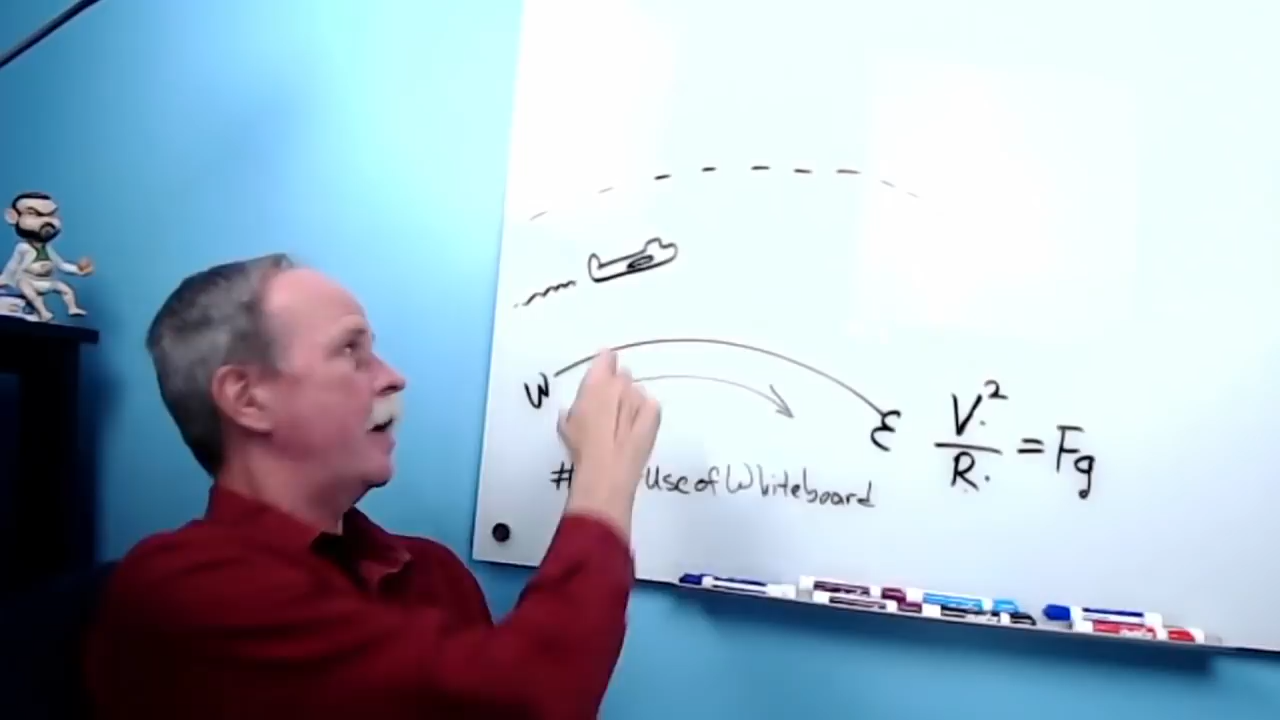 W
E
V²/R. = Fg
# Use of Whiteboard